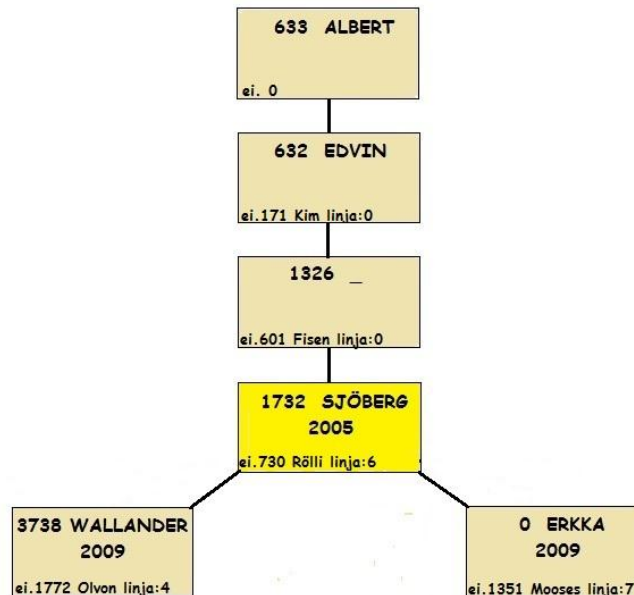 633 ALBERT
ei. 0
632 EDVIN
ei.171 Kim linja:0
1326 _
ei.601 Fisen linja:0
1732 SJÖBERG
2005
ei.730 Rölli linja:6
3738 WALLANDER
2009
ei.1772 Olvon linja:4
0 ERKKA
2009
ei.1351 Mooses linja:7